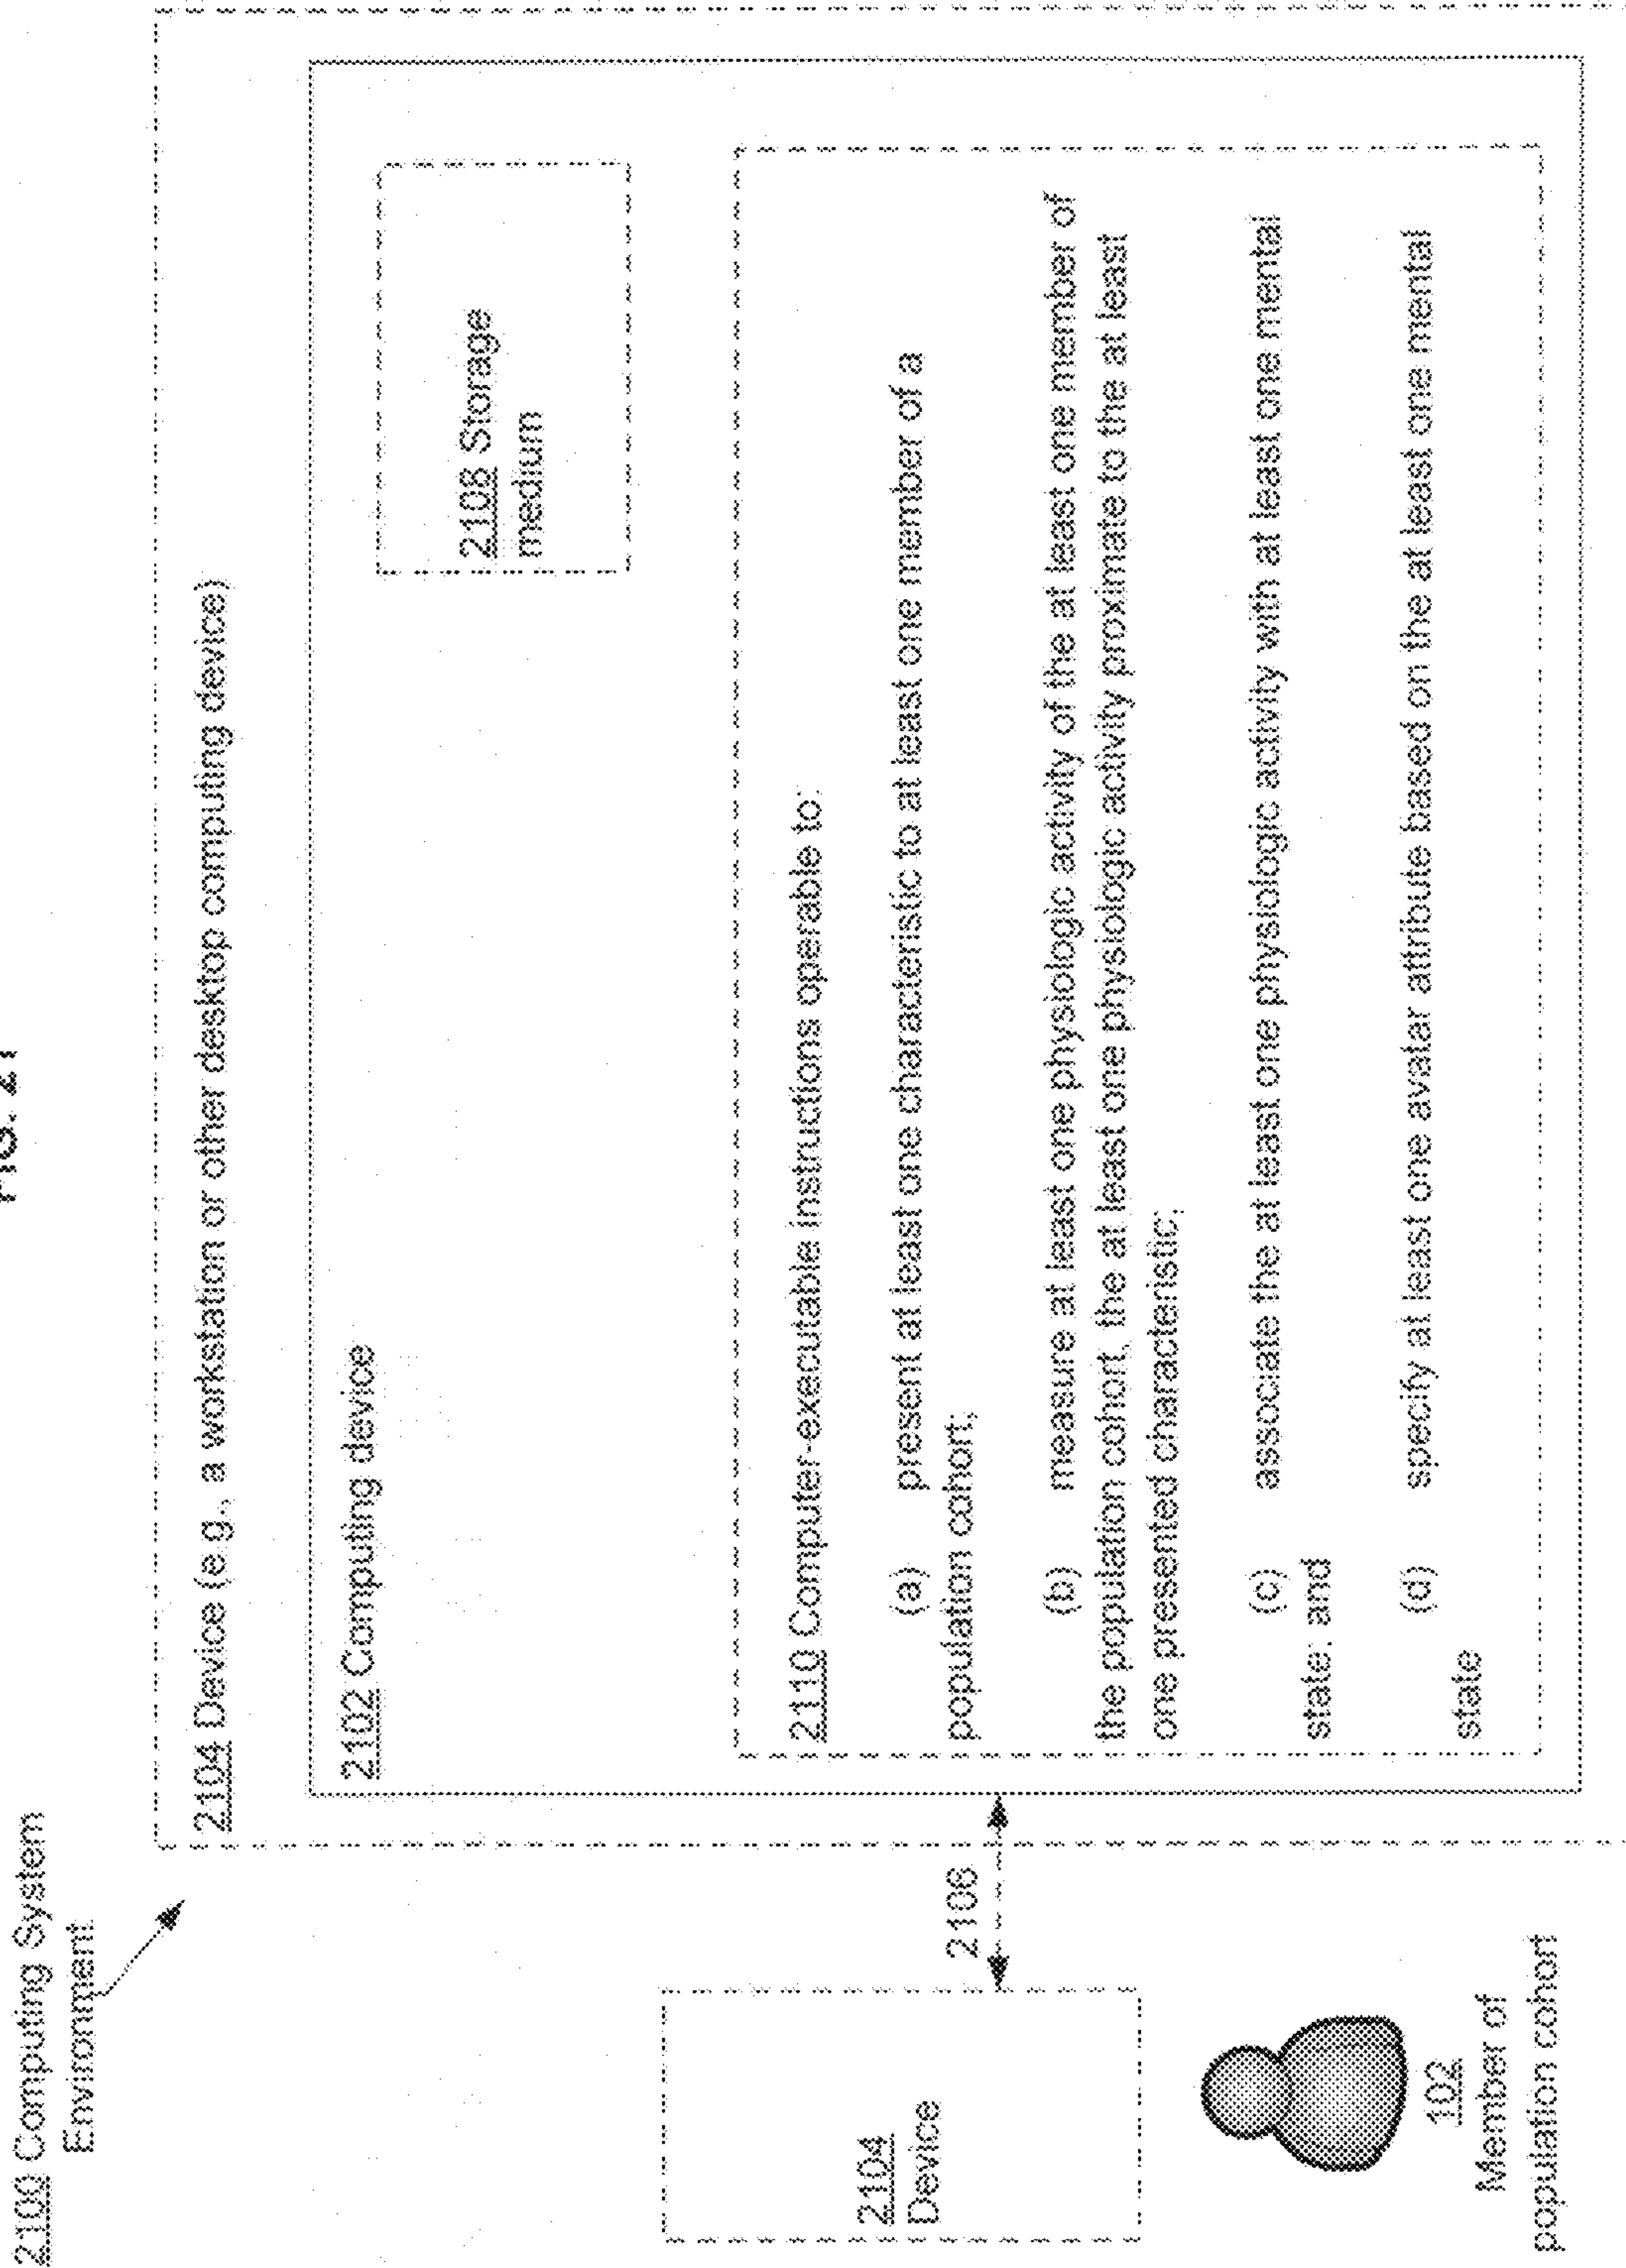 FIG. 21
2100 Computing System
Environment
2104 Device (e.g., a workstation or other desktop computing device)
2102 Computing device
2108 Storage
medium
2110 Computer-executable instructions operable to:
(a) present at least one characteristic to at least one member of a
population cohort;
(b) measure at least one physiologic activity of the at least one member of
the population cohort, the at least one physiologic activity proximate to the at least
one presented characteristic;
(c) associate the at least one physiologic activity with at least one mental
state; and
(d) specify at least one avatar attribute based on the at least one mental
state
2104
Device
2106
102
Member of
population cohort